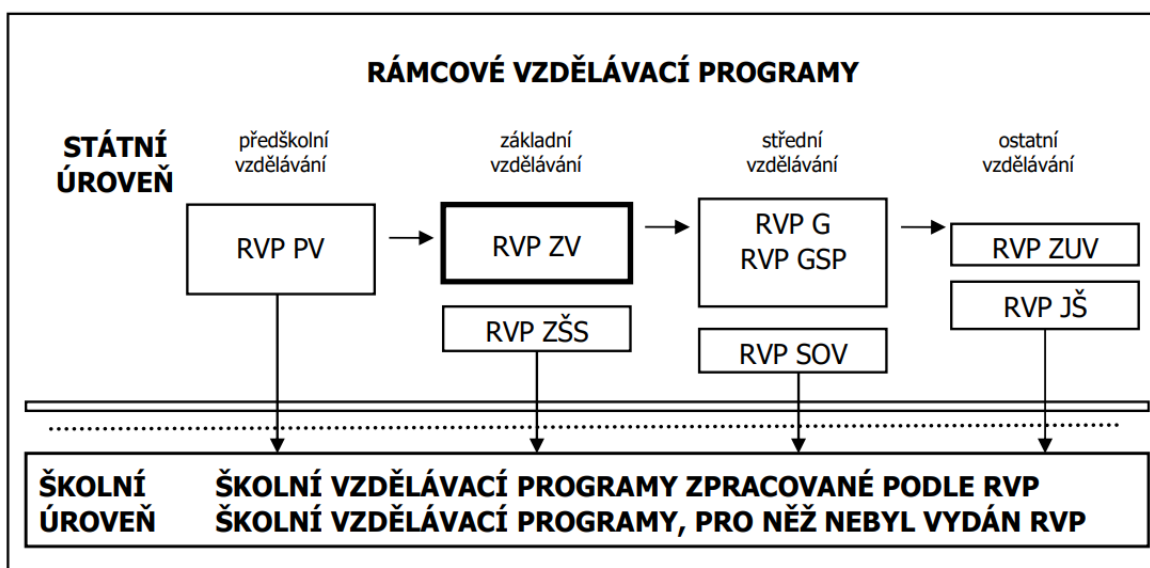 RÁMCOVÉ VZDĚLÁVACÍ PROGRAMY
STÁTNÍ
ÚROVEŇ
předškolní
vzdělávání
základní
vzdělávání
střední
vzdělávání
ostatní
vzdělávání
RVP PV
RVP ZV
RVP G
RVP GSP
RVP ZUV
RVP ZŠS
RVP SOV
RVP JŠ
ŠKOLNÍ ŠKOLNÍ VZDĚLÁVACÍ PROGRAMY ZPRACOVANÉ PODLE RVP
ÚROVEŇ ŠKOLNÍ VZDĚLÁVACÍ PROGRAMY, PRO NĚŽ NEBYL VYDÁN RVP